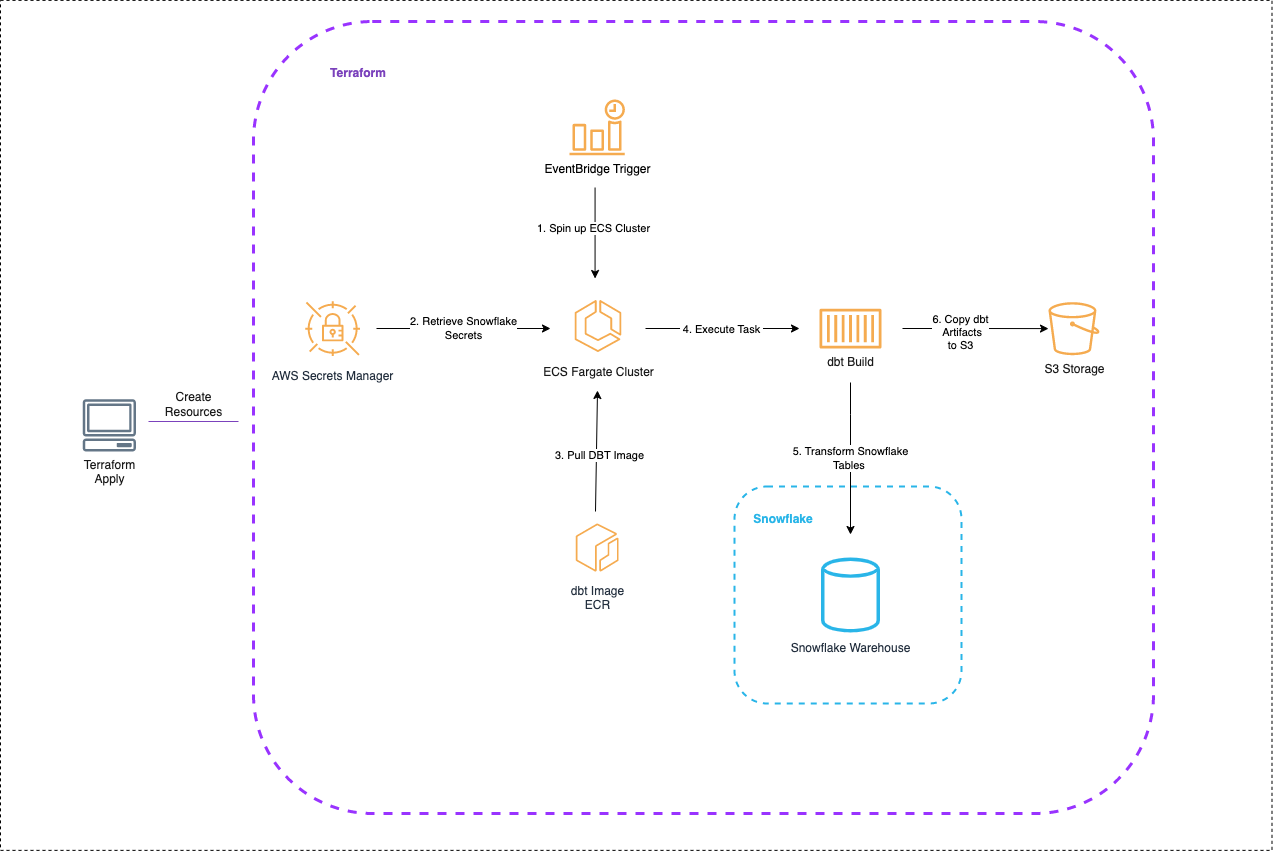 Terraform
EventBridge Trigger
1. Spin up ECS Cluster
2. Retrieve Snowflake
Secrets
4. Execute Task
6. Copy dbt
Artifacts
to S3
AWS Secrets Manager
ECS Fargate Cluster
dbt Build
S3 Storage
Create
Resources
Terraform
Apply
3. Pull DBT Image
5. Transform Snowflake
Tables
Snowflake
dbt Image
ECR
Snowflake Warehouse